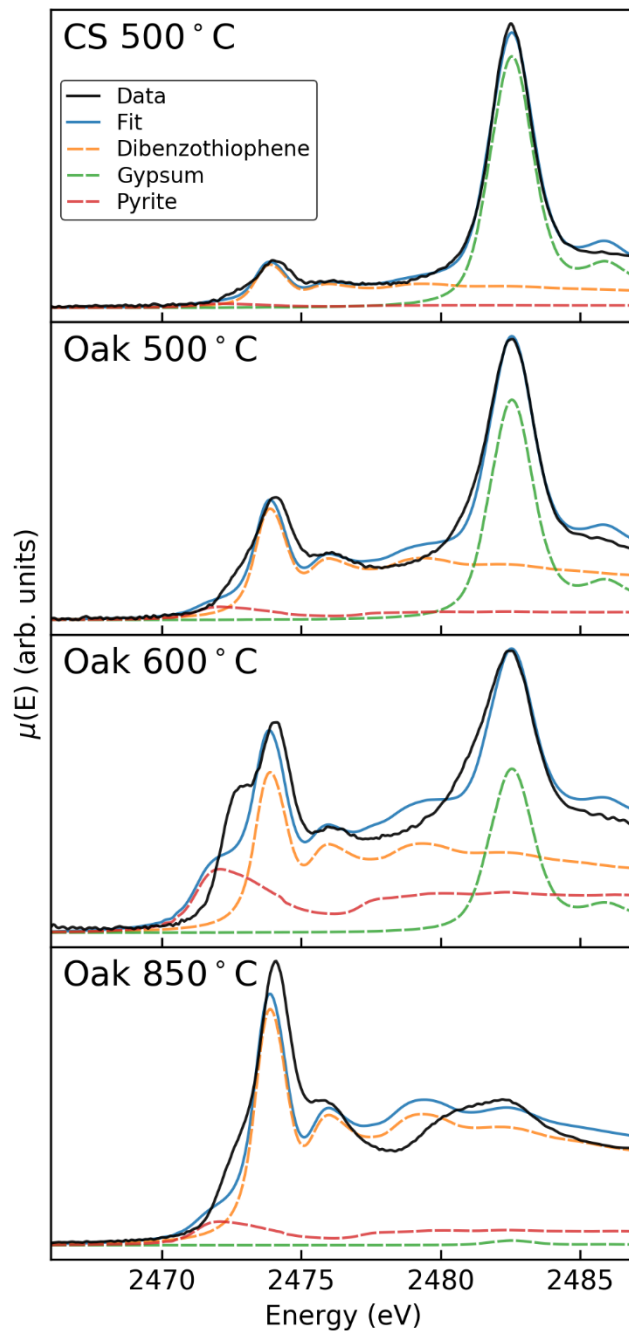 CS 500°C
Data
Fit
Dibenzothiophene
Gypsum
Pyrite
Oak 500°C
Oak 600°C
Oak 850°C
μ(E) (arb. units)
2470 2475 2480 2485
Energy (eV)